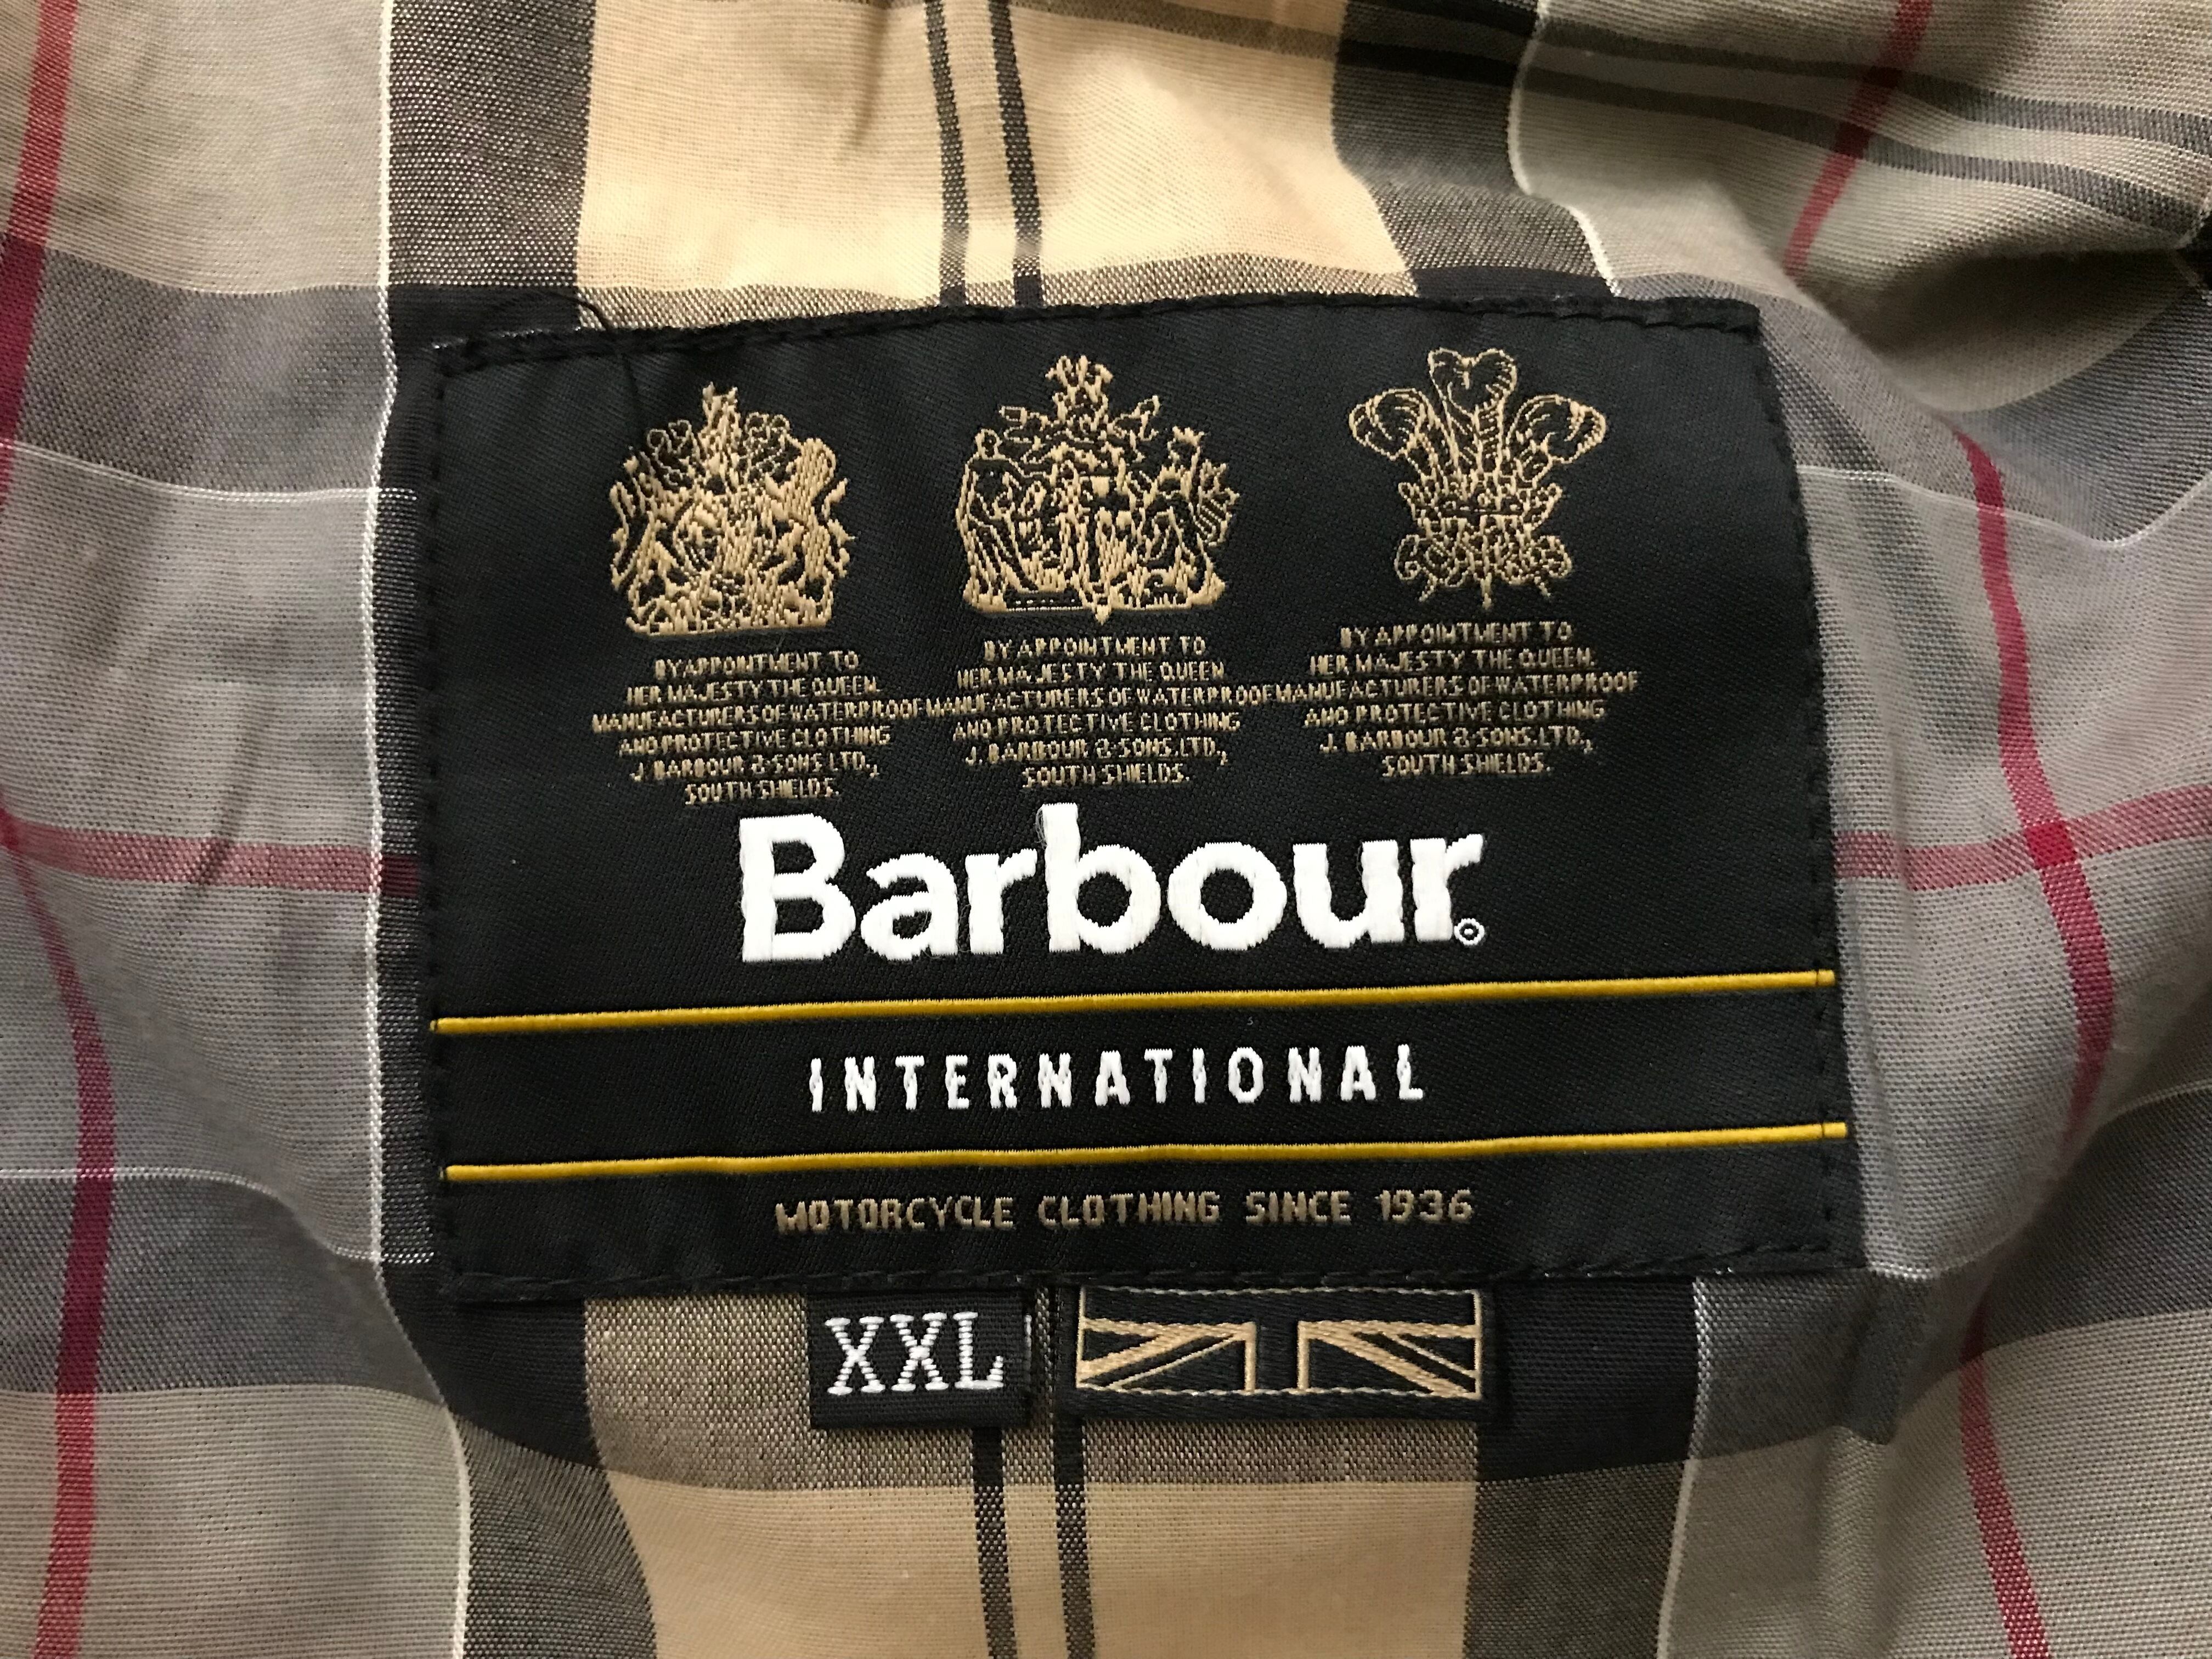 BY APPOINTMENT TO
HER MAJESTY THE QUEEN.
MANUFACTURERS OF WATERPROOF
AND PROTECTIVE CLOTHING
J. BARBOUR & SONS LTD.,
SOUTH SHIELDS.
BY APPOINTMENT TO
HER MAJESTY THE QUEEN
MANUFACTURERS OF WATERPROOF
AND PROTECTIVE CLOTHING
J. BARBOUR & SONS LTD.,
SOUTH SHIELDS.
BY APPOINTMENT TO
HER MAJESTY THE QUEEN.
MANUFACTURERS OF WATERPROOF
AND PROTECTIVE CLOTHING
J. BARBOUR & SONS LTD.,
SOUTH SHIELDS.
Barbour®
INTERNATIONAL
MOTORCYCLE CLOTHING SINCE 1936
XXL